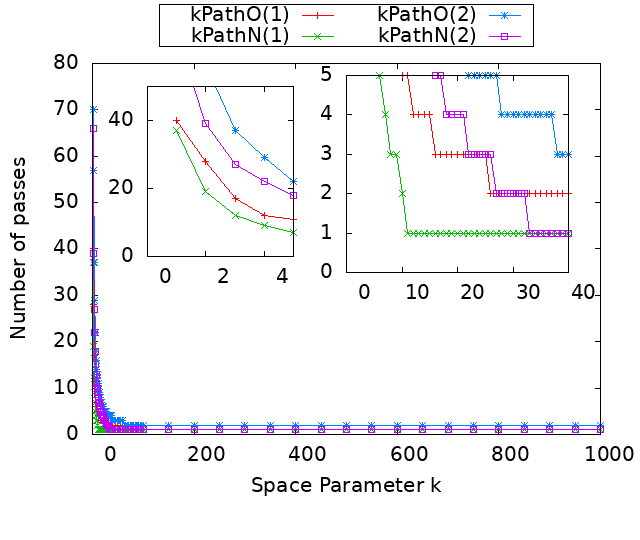 kPathO(1) kPathO(2)
kPathN(1) kPathN(2)
80
70
60
50
40
30
20
10
0
Number of passes
40
20
0
0 2 4
5
4
3
2
1
0
0 10 20 30 40
0 200 400 600 800 1000
Space Parameter k